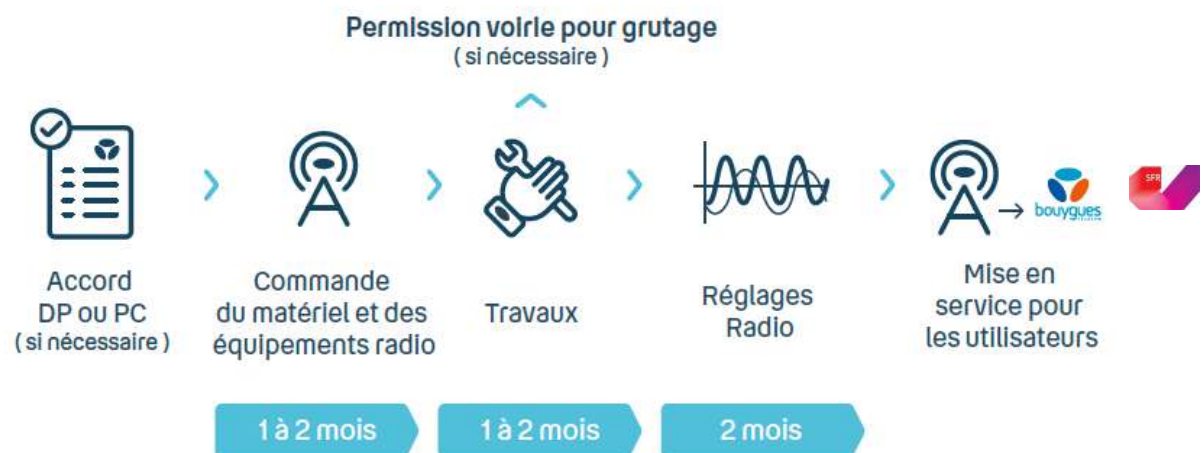 Permission voirie pour grutage
( si nécessaire )
Accord
DP ou PC
( si nécessaire )
Commande
du matériel et des
équipements radio
Travaux
Réglages
Radio
bouygues
TELECOM
SFR
Mise en
service pour
les utilisateurs
1 à 2 mois
1 à 2 mois
2 mois